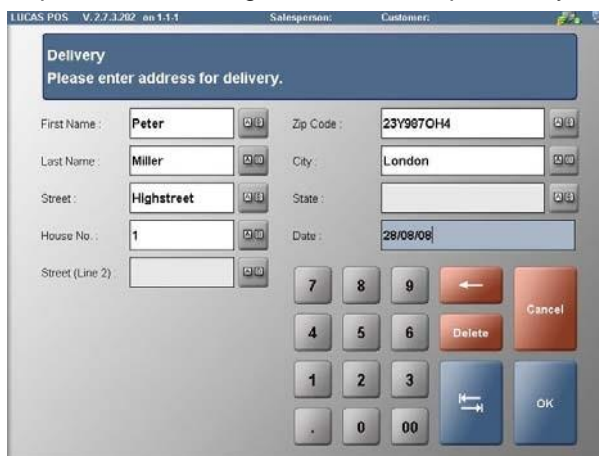 LUCAS POS V. 2.7.3.202 on 1-1-1 Salesperson: Customer:
Delivery
Please enter address for delivery.
First Name : Peter Zip Code : 23Y987OH4
Last Name : Miller City : London
Street : Highstreet State :
House No. : 1 Date : 28/08/08
Street (Line 2) :
7 8 9 Cancel
4 5 6 Delete
1 2 3 OK
. 0 00